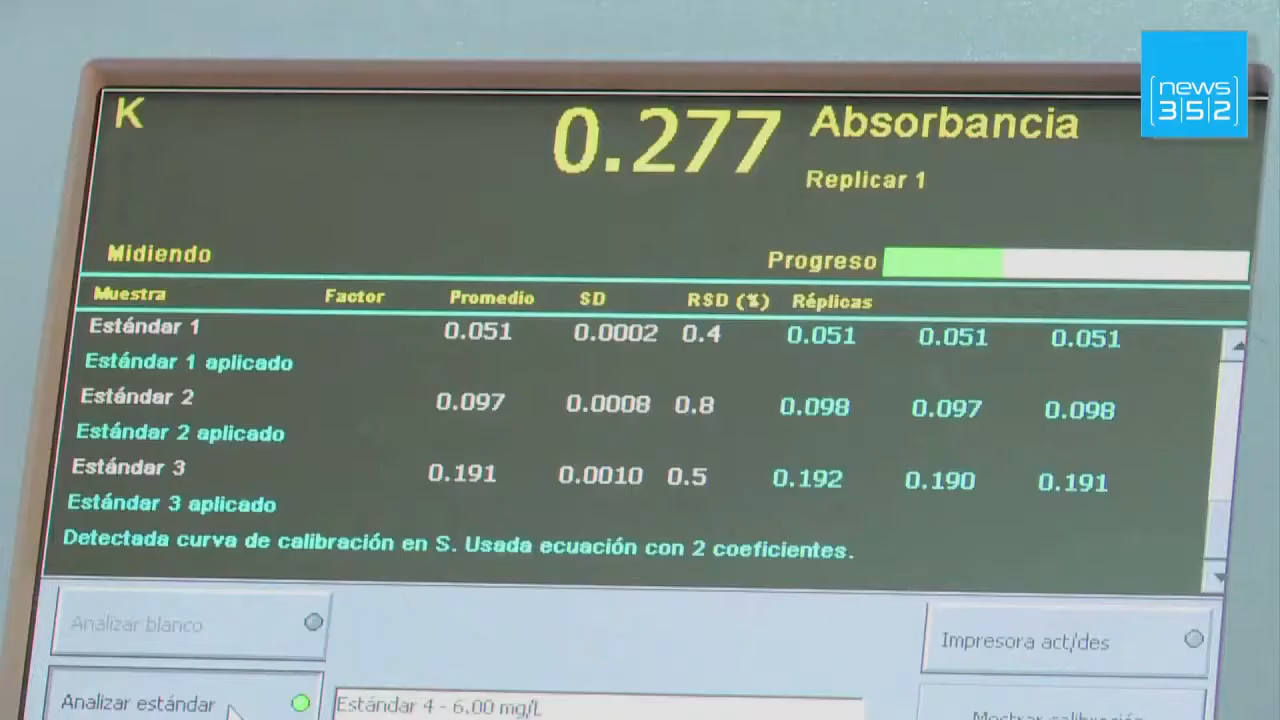 news
352
K
0.277 Absorbancia
Replicar 1
Midiendo
Progreso
Muestra Factor Promedio SD RSD (%) Réplicas
Estándar 1 0.051 0.0002 0.4 0.051 0.051 0.051
Estándar 1 aplicado
Estándar 2 0.097 0.0008 0.8 0.098 0.097 0.098
Estándar 2 aplicado
Estándar 3 0.191 0.0010 0.5 0.192 0.190 0.191
Estándar 3 aplicado
Detectada curva de calibración en S. Usada ecuación con 2 coeficientes.
Analizar blanco
Impresora act/des
Analizar estándar
Estándar 4 - 6.00 mg/L
Mostrar calibración